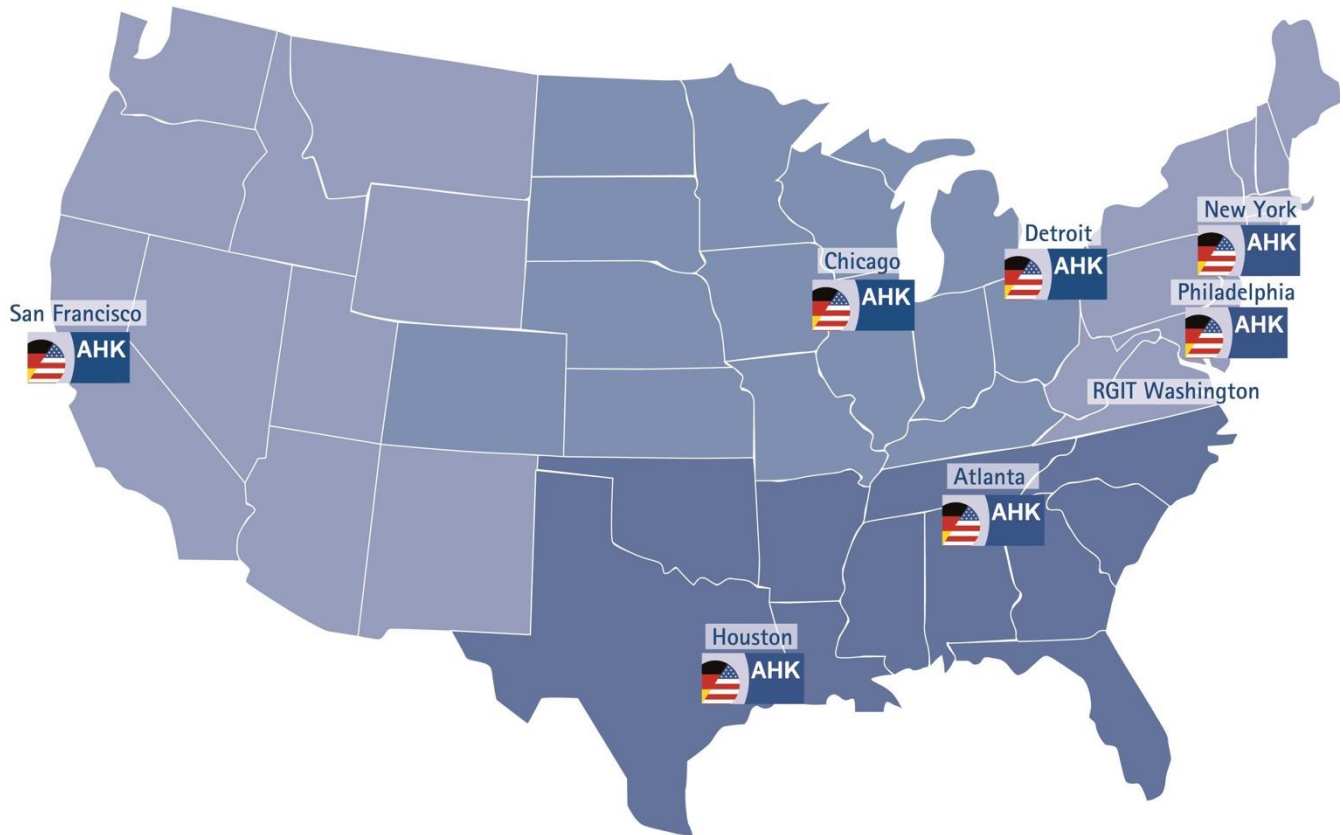 New York
AHK
Detroit
AHK
Chicago
AHK
Philadelphia
AHK
San Francisco
AHK
RGIT Washington
Atlanta
AHK
Houston
AHK